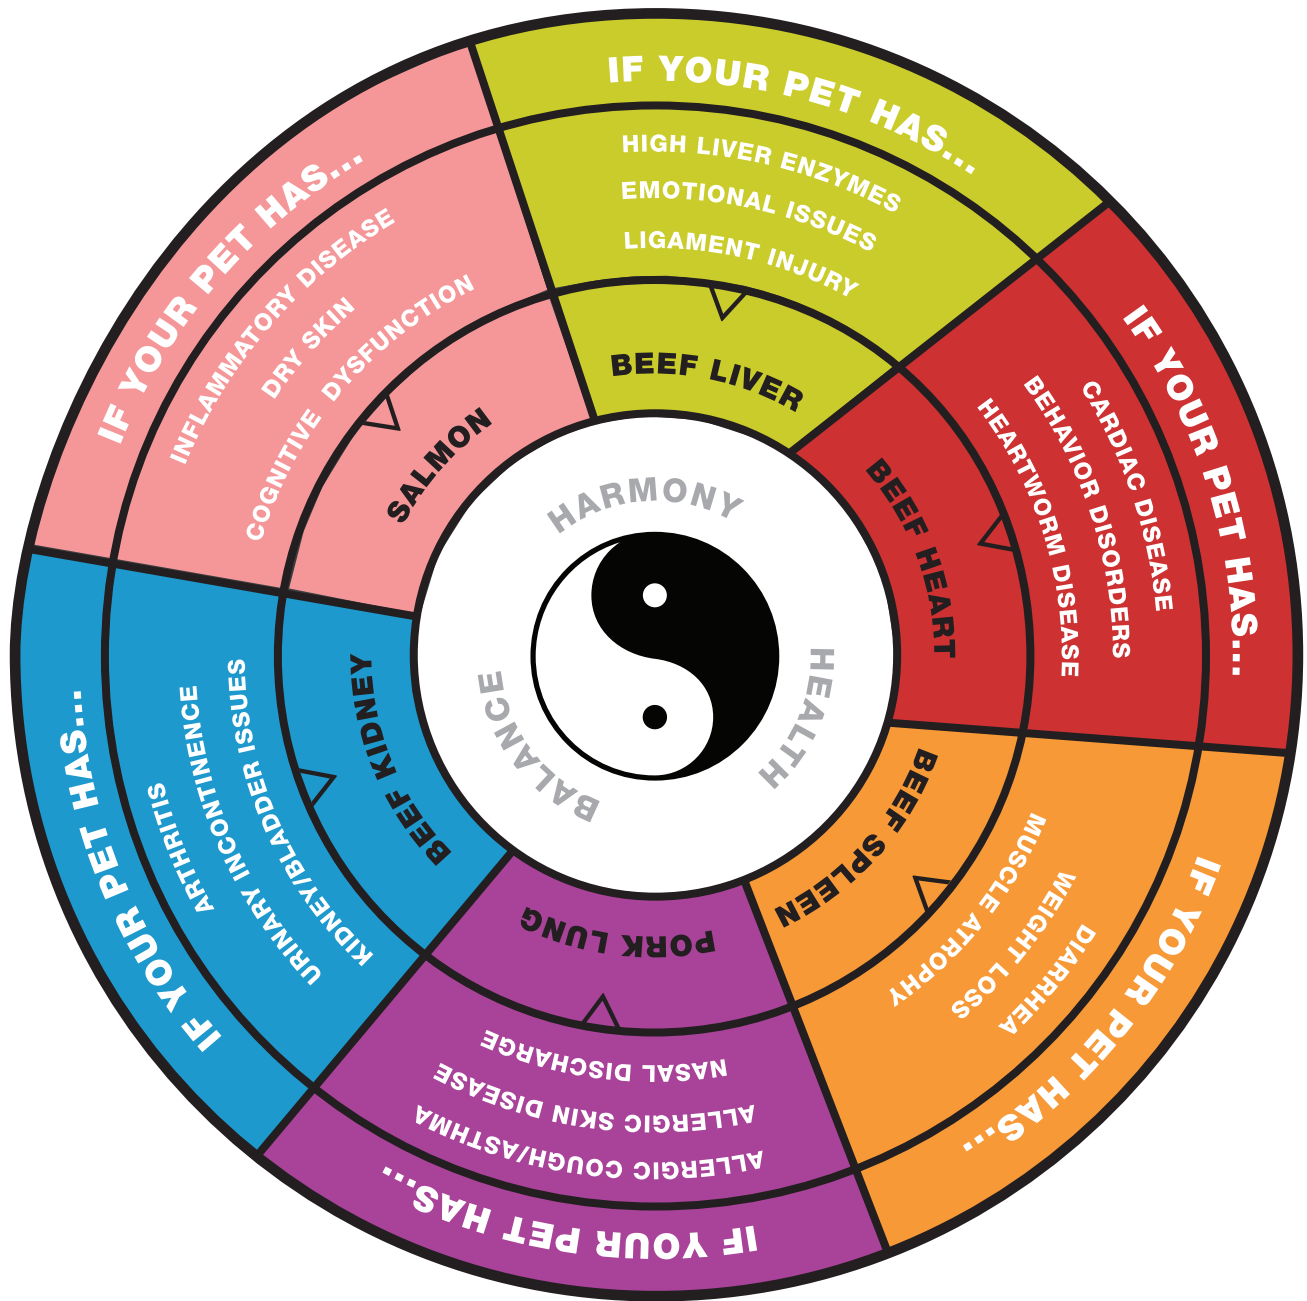 IF YOUR PET HAS...
HIGH LIVER ENZYMES
EMOTIONAL ISSUES
LIGAMENT INJURY
BEEF LIVER
IF YOUR PET HAS...
CARDIAC DISEASE
BEHAVIOR DISORDERS
HEARTWORM DISEASE
BEEF HEART
IF YOUR PET HAS...
DIARRHEA
WEIGHT LOSS
MUSCLE ATROPHY
BEEF SPLEEN
IF YOUR PET HAS...
ALLERGIC COUGH/ASTHMA
ALLERGIC SKIN DISEASE
NASAL DISCHARGE
PORK LUNG
IF YOUR PET HAS...
ARTHRITIS
URINARY INCONTINENCE
KIDNEY/BLADDER ISSUES
BEEF KIDNEY
IF YOUR PET HAS...
INFLAMMATORY DISEASE
DRY SKIN
COGNITIVE DYSFUNCTION
SALMON
HARMONY
HEALTH
BALANCE